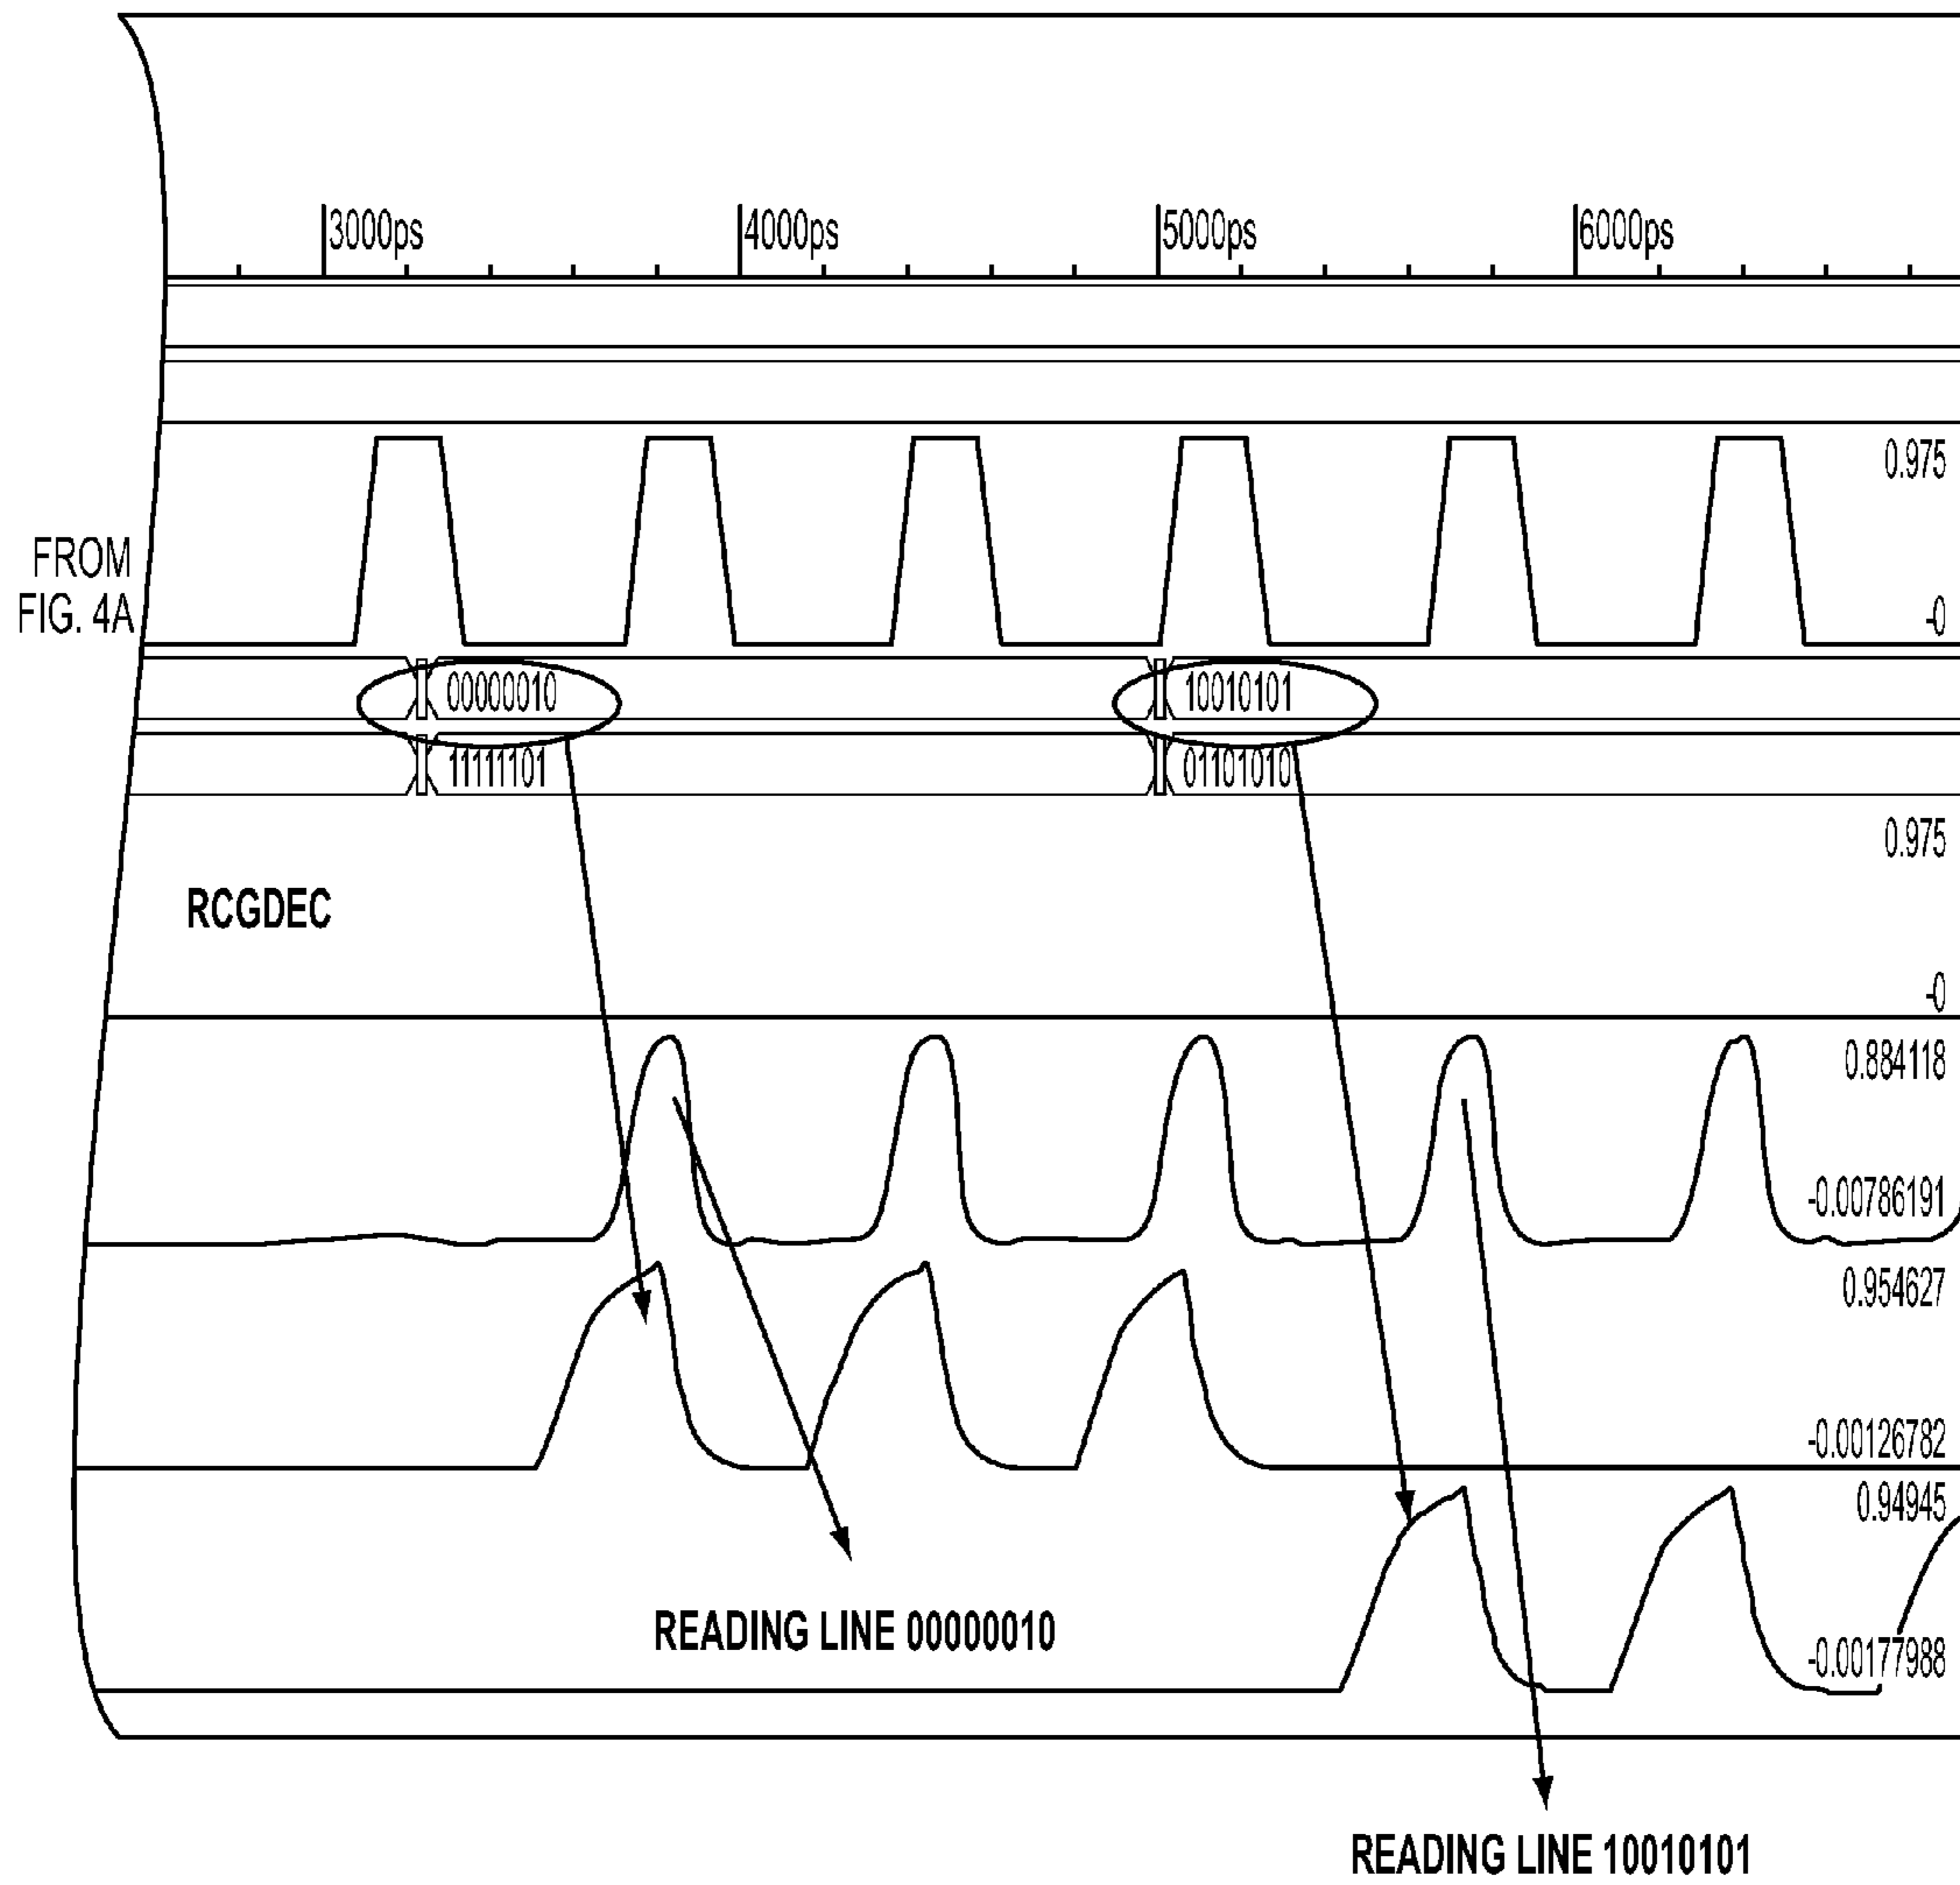 3000ps 4000ps 5000ps 6000ps
0.975
FROM
FIG. 4A
-0
00000010 10010101
11111101 01101010
0.975
RCGDEC
-0
0.884118
-0.00786191
0.954627
-0.00126782
0.94945
READING LINE 00000010
-0.00177988
READING LINE 10010101